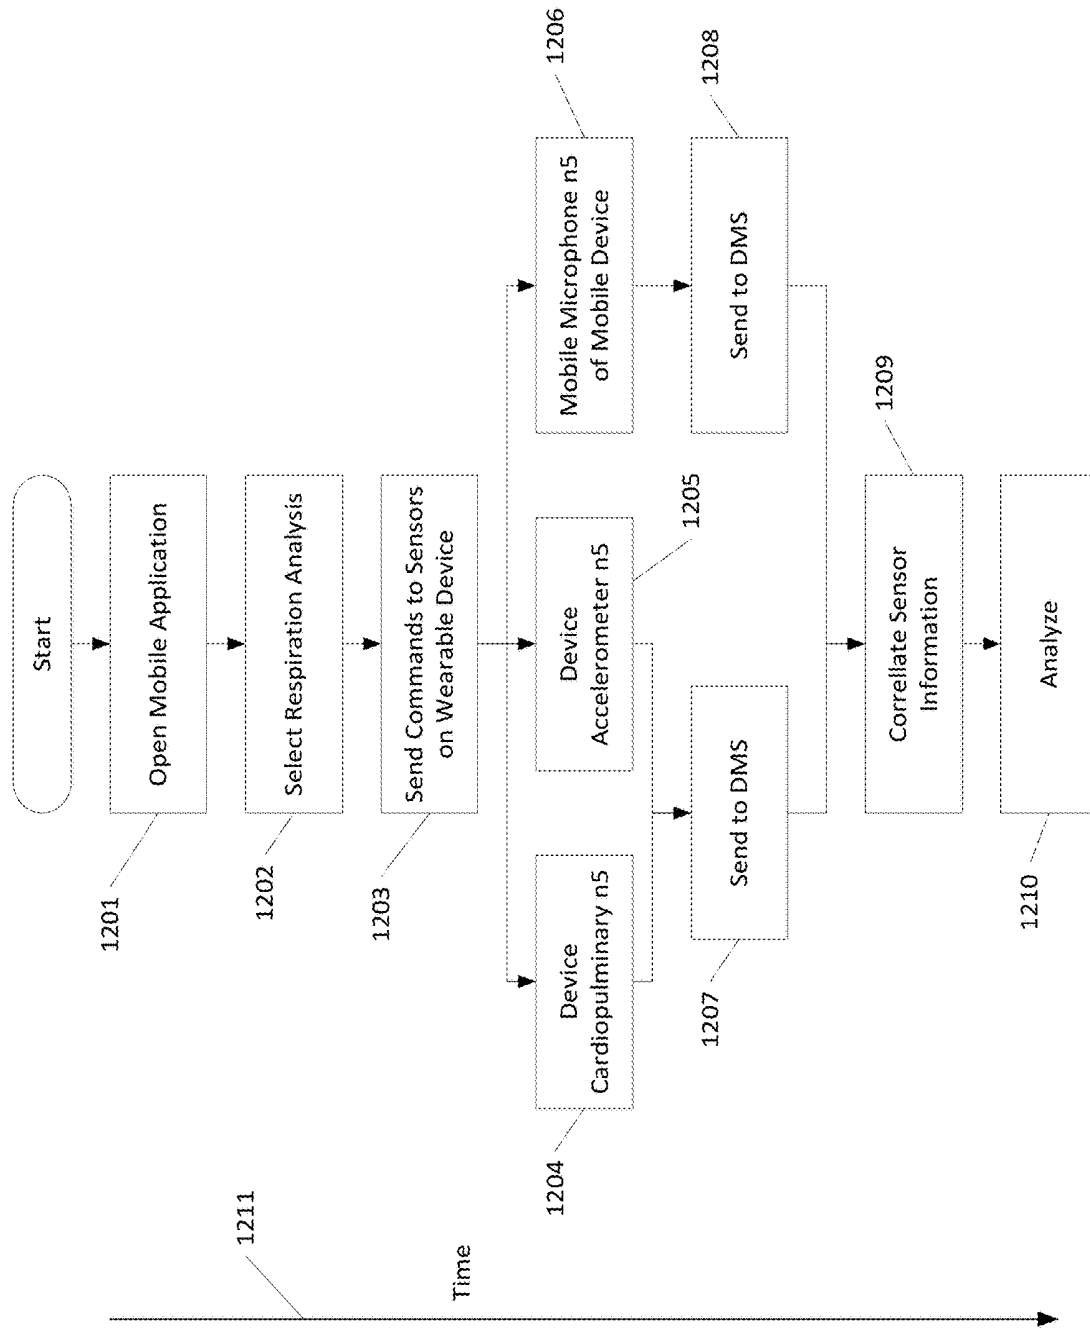 Start
Open Mobile Application
1201
Select Respiration Analysis
1202
Send Commands to Sensors
on Wearable Device
1203
Device
Cardiopulminary n5
1204
Device
Accelerometer n5
1205
Mobile Microphone n5
of Mobile Device
1206
Send to DMS
1207
Send to DMS
1208
Correllate Sensor
Information
1209
Analyze
1210
Time
1211